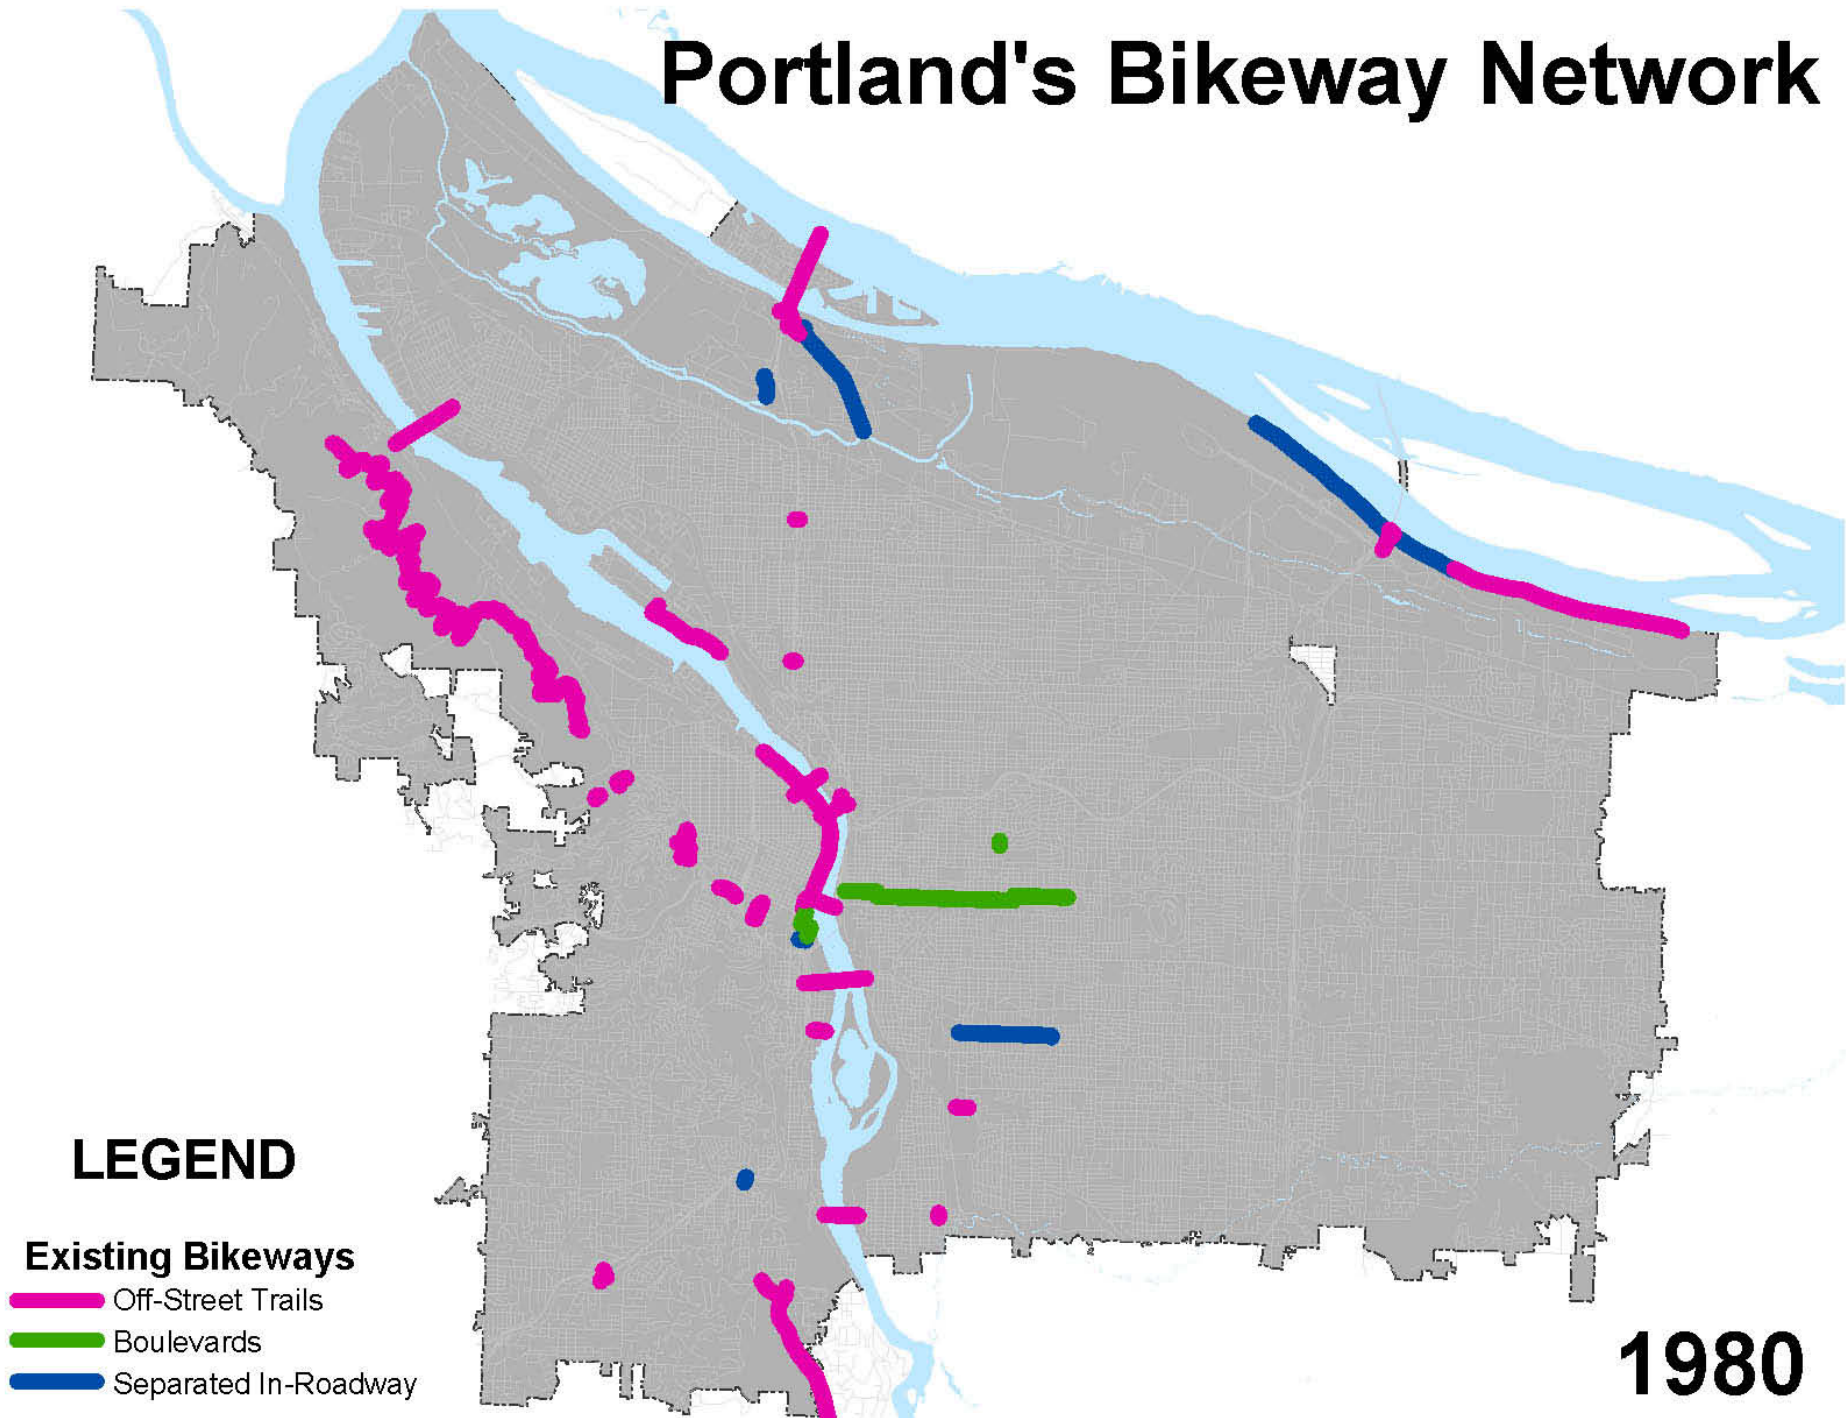 Portland's Bikeway Network
LEGEND
Existing Bikeways
Off-Street Trails
Boulevards
Separated In-Roadway
1980